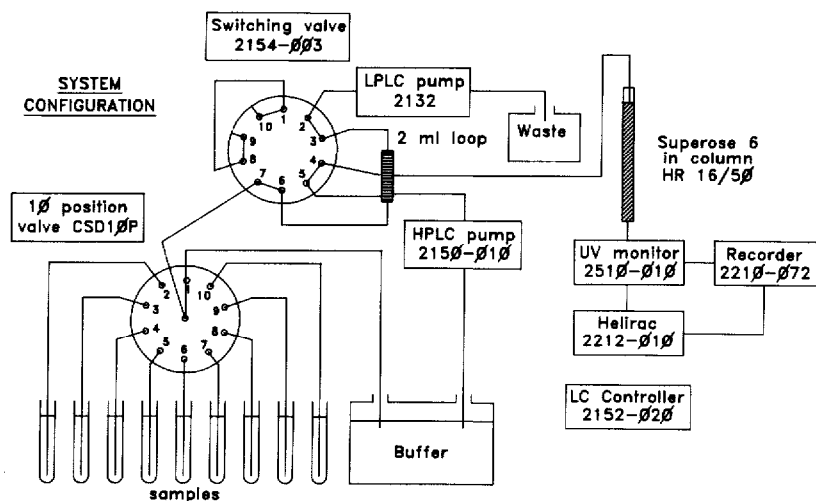 Switching valve
2154-ØØ3
SYSTEM
CONFIGURATION
LPLC pump
2132
Waste
2 ml loop
1
2
3
4
5
6
7
8
9
10
Superose 6
in column
HR 16/5Ø
1Ø position
valve CSD1ØP
HPLC pump
215Ø-Ø1Ø
UV monitor
251Ø-Ø1Ø
Recorder
221Ø-Ø72
Helirac
2212-Ø1Ø
LC Controller
2152-Ø2Ø
1
2
3
4
5
6
7
8
9
10
Buffer
samples